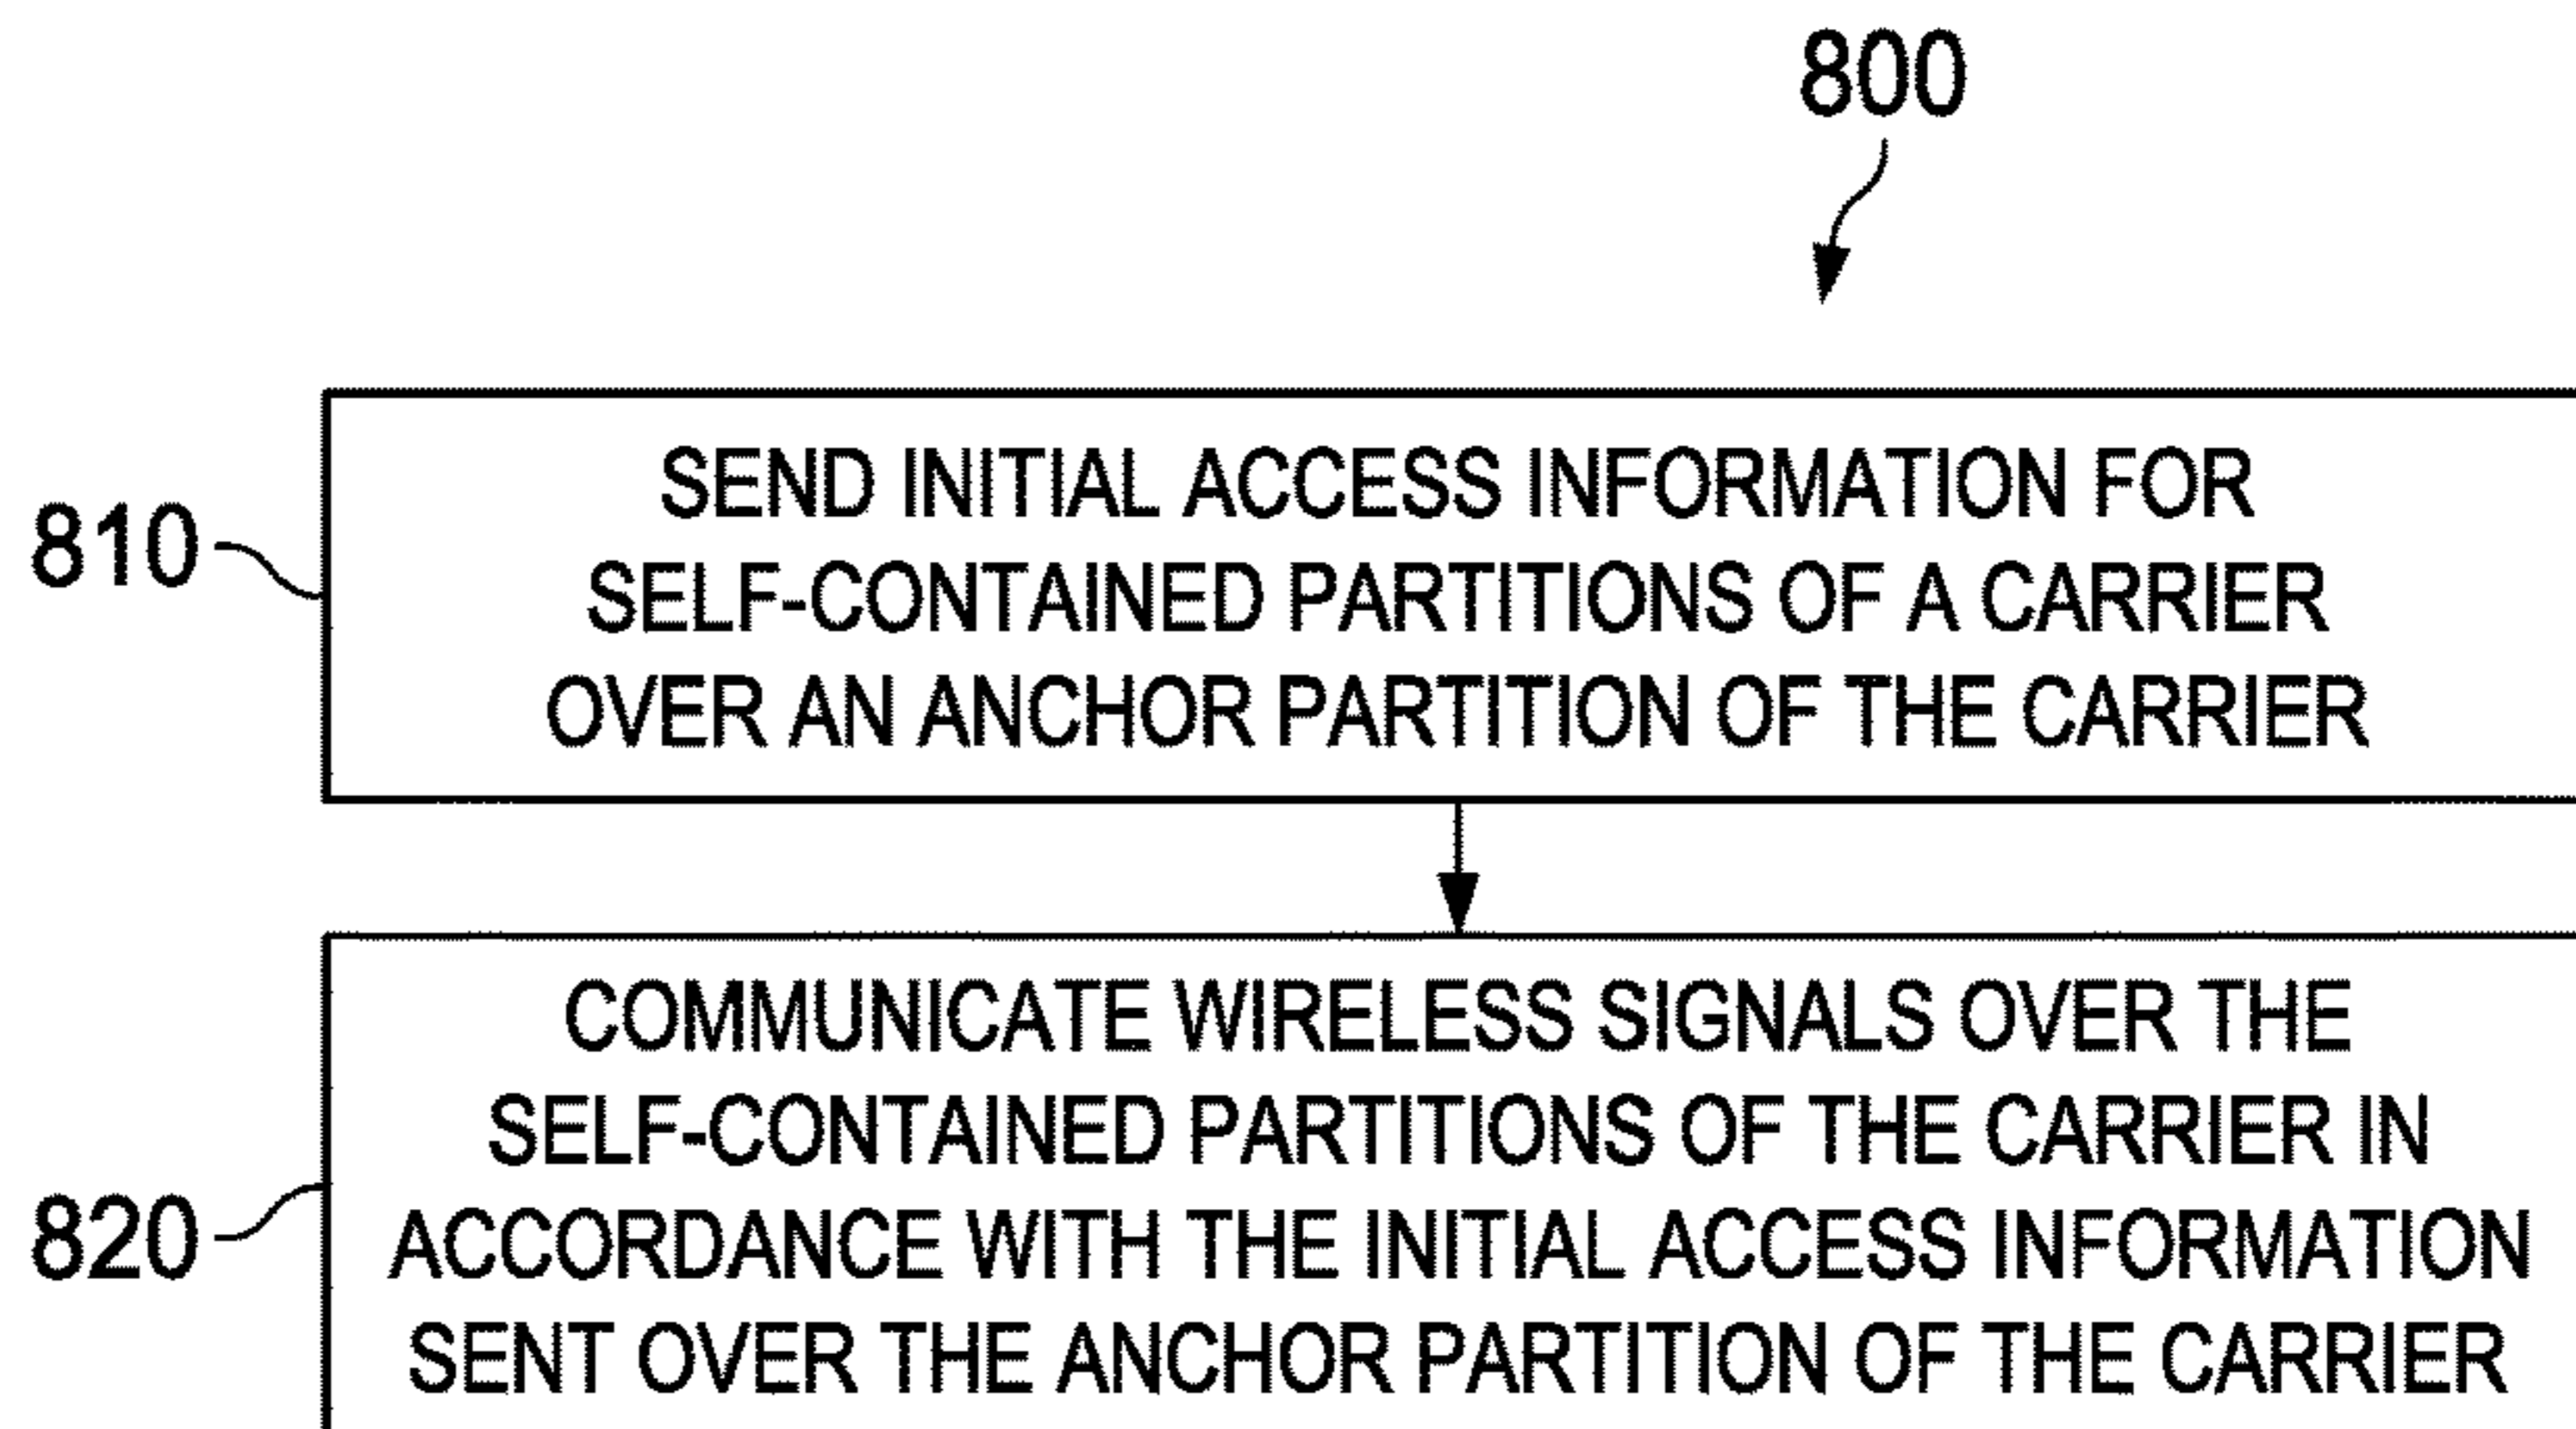 800
810
SEND INITIAL ACCESS INFORMATION FOR
SELF-CONTAINED PARTITIONS OF A CARRIER
OVER AN ANCHOR PARTITION OF THE CARRIER
820
COMMUNICATE WIRELESS SIGNALS OVER THE
SELF-CONTAINED PARTITIONS OF THE CARRIER IN
ACCORDANCE WITH THE INITIAL ACCESS INFORMATION
SENT OVER THE ANCHOR PARTITION OF THE CARRIER